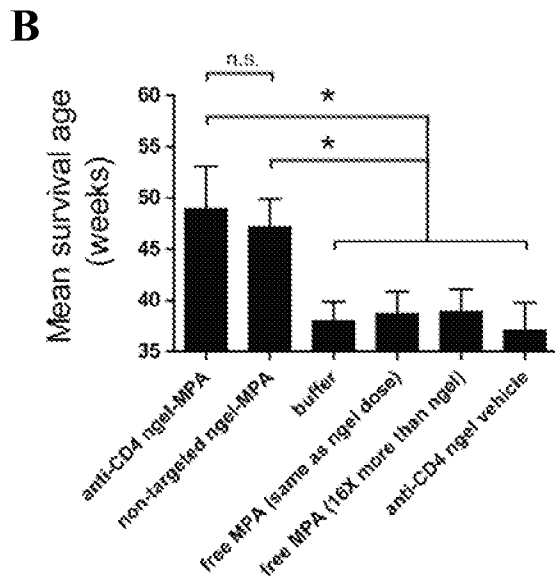 B
n.s.
*
*
Mean survival age
(weeks)
60
55
50
45
40
35
anti-CD4 ngel-MPA
non-targeted ngel-MPA
buffer
free MPA (same as ngel dose)
free MPA (16X more than ngel)
anti-CD4 ngel vehicle